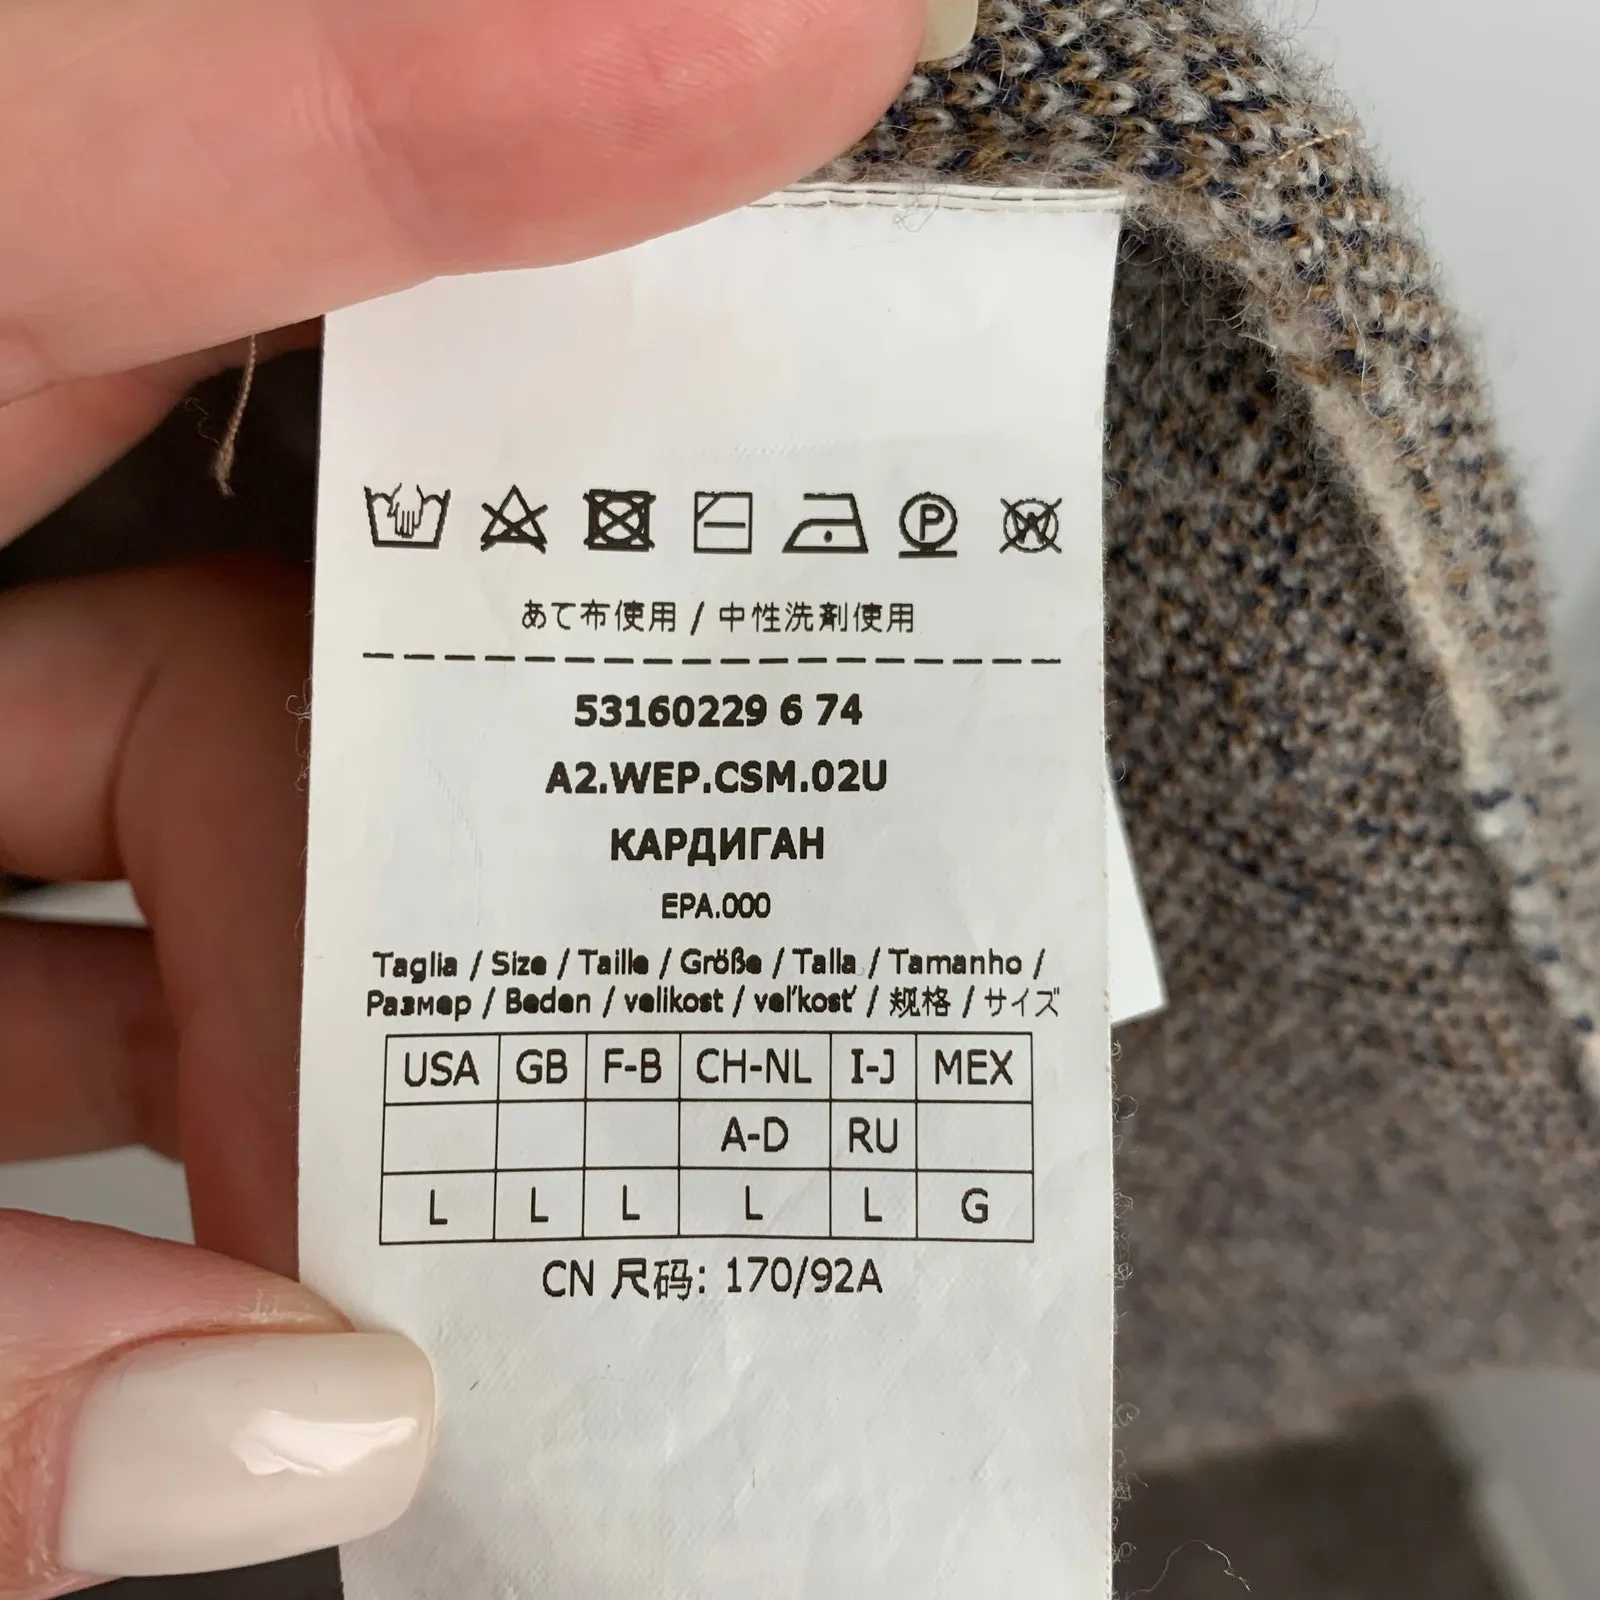 P W
あて布使用 / 中性洗剤使用
53160229 6 74
A2.WEP.CSM.02U
КАРДИГАН
EPA.000
Taglia / Size / Taille / Größe / Talla / Tamanho /
Размер / Beden / velikost / veľkosť / 规格 / サイズ
USA GB F-B CH-NL I-J MEX
A-D RU
L L L L L G
CN 尺码: 170/92A